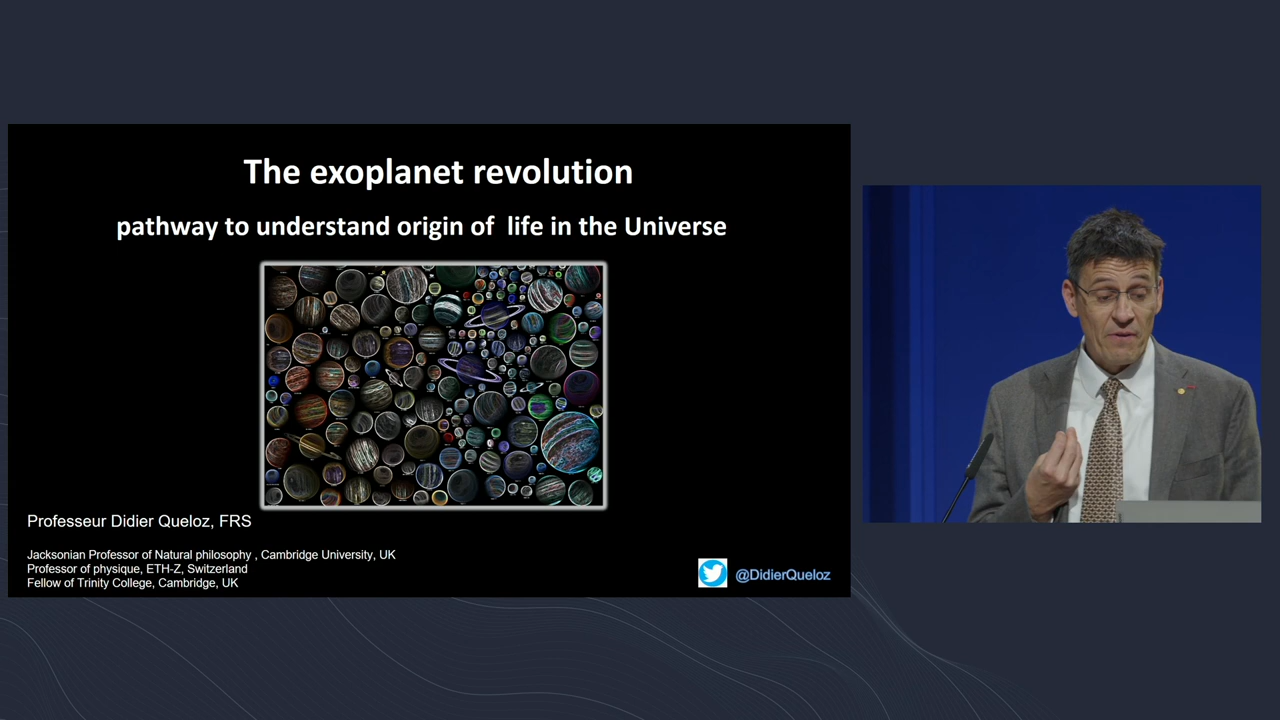 The exoplanet revolution
pathway to understand origin of  life in the Universe
Professeur Didier Queloz, FRS
Jacksonian Professor of Natural philosophy , Cambridge University, UK
Professor of physique, ETH-Z, Switzerland
Fellow of Trinity College, Cambridge, UK
@DidierQueloz